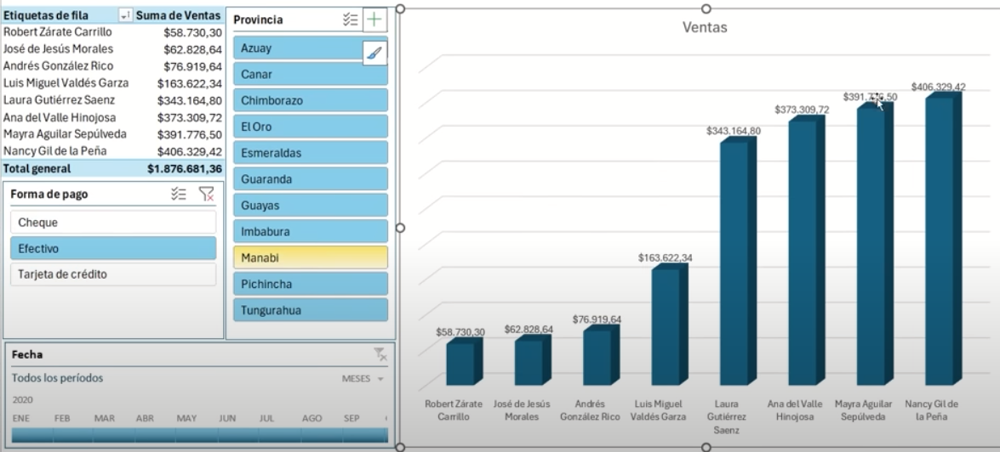 Etiquetas de fila Suma de Ventas
Robert Zárate Carrillo $58.730,30
José de Jesús Morales $62.828,64
Andrés González Rico $76.919,64
Luis Miguel Valdés Garza $163.622,34
Laura Gutiérrez Saenz $343.164,80
Ana del Valle Hinojosa $373.309,72
Mayra Aguilar Sepúlveda $391.776,50
Nancy Gil de la Peña $406.329,42
Total general $1.876.681,36
Forma de pago
Cheque
Efectivo
Tarjeta de crédito
Provincia
Azuay
Canar
Chimborazo
El Oro
Esmeraldas
Guaranda
Guayas
Imbabura
Manabi
Pichincha
Tungurahua
Fecha
Todos los períodos MESES
2020
ENE FEB MAR ABR MAY JUN JUL AGO SEP
Ventas
$58.730,30
$62.828,64
$76.919,64
$163.622,34
$343.164,80
$373.309,72
$391.776,50
$406.329,42
Robert Zárate
Carrillo
José de Jesús
Morales
Andrés
González Rico
Luis Miguel
Valdés Garza
Laura
Gutiérrez
Saenz
Ana del Valle
Hinojosa
Mayra Aguilar
Sepúlveda
Nancy Gil de
la Peña